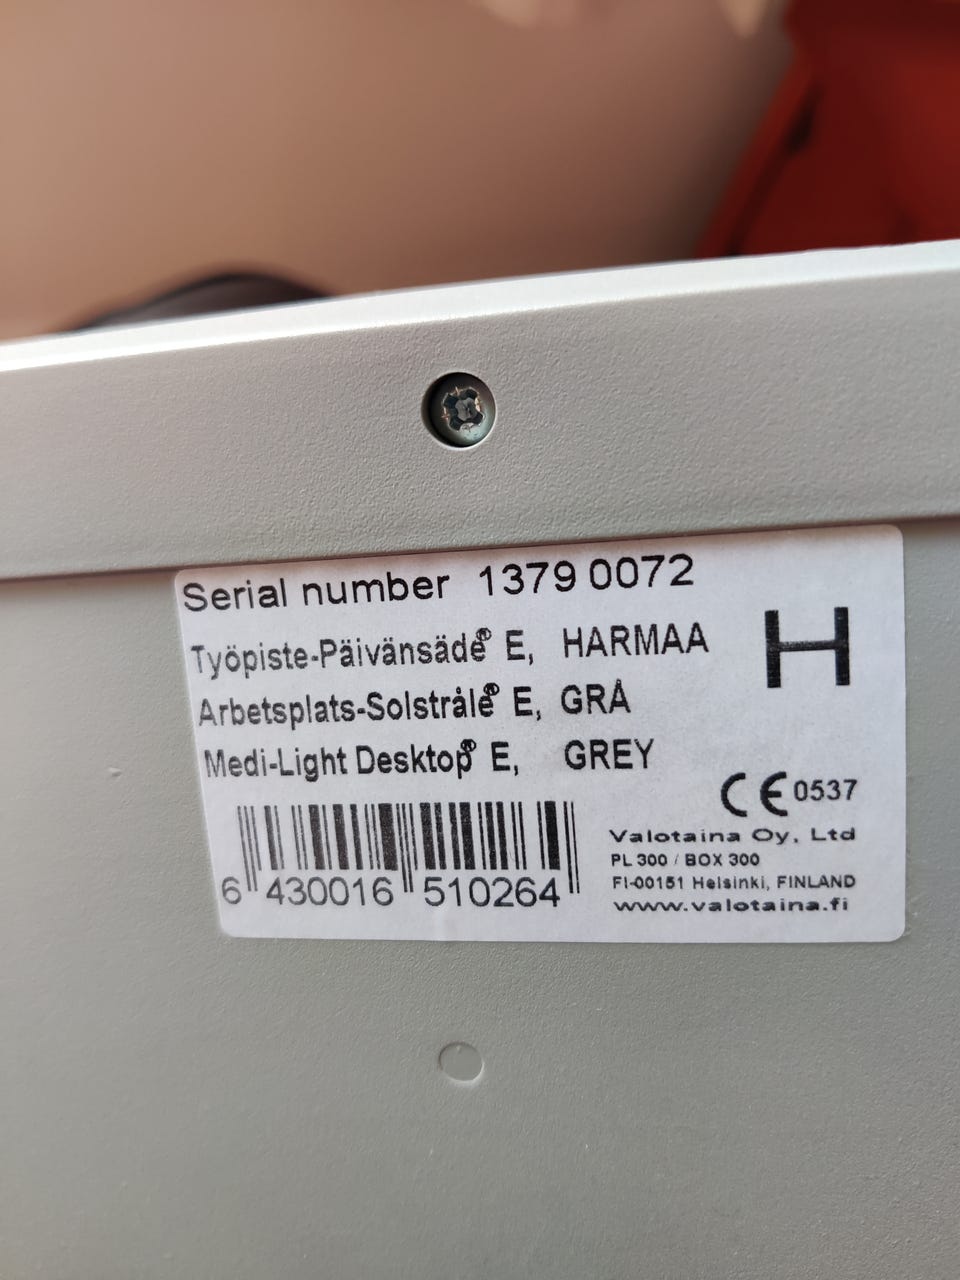 Serial number 1379 0072
Työpiste-Päivänsäde® E, HARMAA
H
Arbetsplats-Solstråle® E, GRÅ
Medi-Light Desktop® E, GREY
CE 0537
Valotaina Oy, Ltd
PL 300 / BOX 300
FI-00151 Helsinki, FINLAND
www.valotaina.fi
6 430016 510264